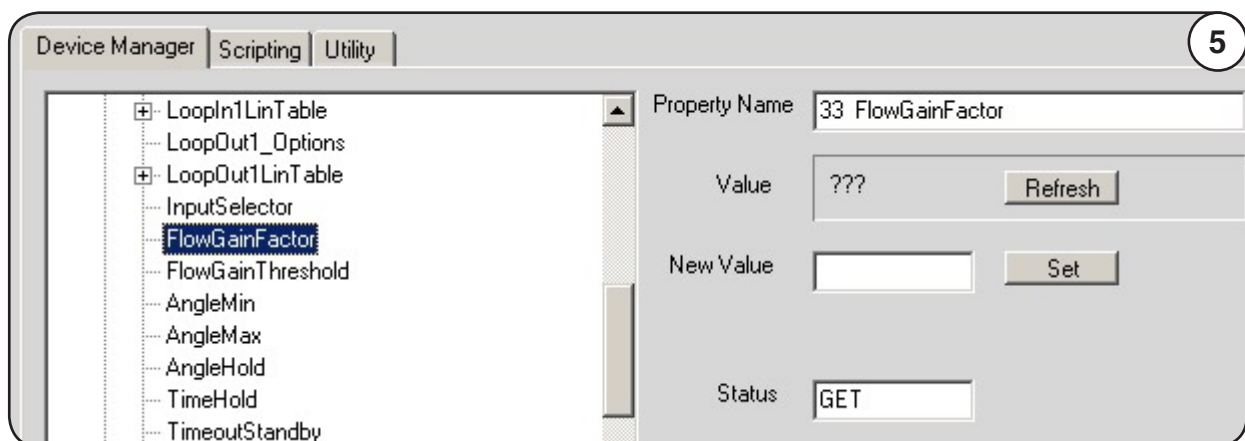 Device Manager Scripting Utility
5
LoopIn1LinTable
LoopOut1_Options
LoopOut1LinTable
InputSelector
FlowGainFactor
FlowGainThreshold
AngleMin
AngleMax
AngleHold
TimeHold
TimeoutStandby
Property Name 33 FlowGainFactor
Value ??? Refresh
New Value Set
Status GET